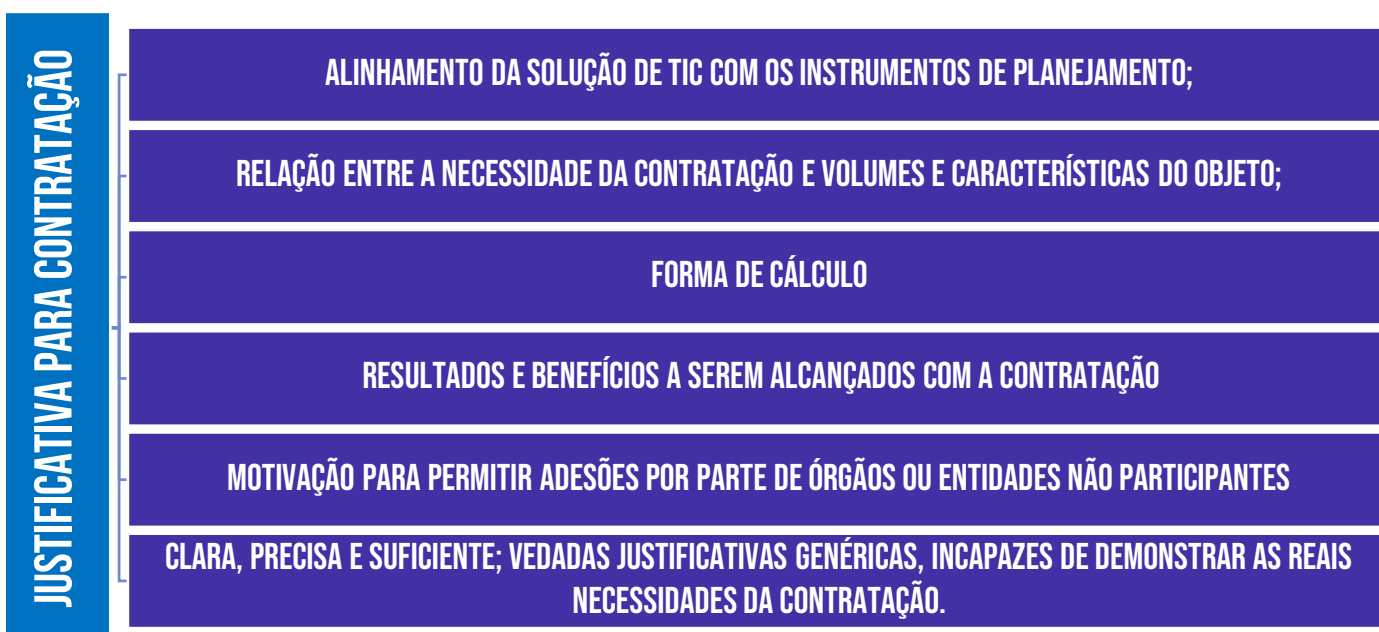 JUSTIFICATIVA PARA CONTRATAÇÃO
ALINHAMENTO DA SOLUÇÃO DE TIC COM OS INSTRUMENTOS DE PLANEJAMENTO;
RELAÇÃO ENTRE A NECESSIDADE DA CONTRATAÇÃO E VOLUMES E CARACTERÍSTICAS DO OBJETO;
FORMA DE CÁLCULO
RESULTADOS E BENEFÍCIOS A SEREM ALCANÇADOS COM A CONTRATAÇÃO
MOTIVAÇÃO PARA PERMITIR ADESÕES POR PARTE DE ÓRGÃOS OU ENTIDADES NÃO PARTICIPANTES
CLARA, PRECISA E SUFICIENTE; VEDADAS JUSTIFICATIVAS GENÉRICAS, INCAPAZES DE DEMONSTRAR AS REAIS
NECESSIDADES DA CONTRATAÇÃO.